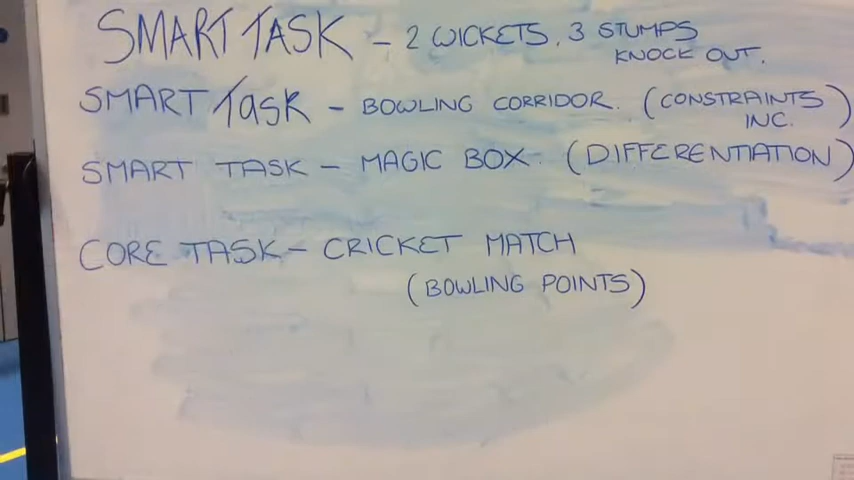 SMART TASK - 2 WICKETS, 3 STUMPS
KNOCK OUT.
SMART Task - BOWLING CORRIDOR. (CONSTRAINTS)
INC.
SMART TASK - MAGIC BOX. (DIFFERENTIATION)
CORE TASK - CRICKET MATCH
(BOWLING POINTS)